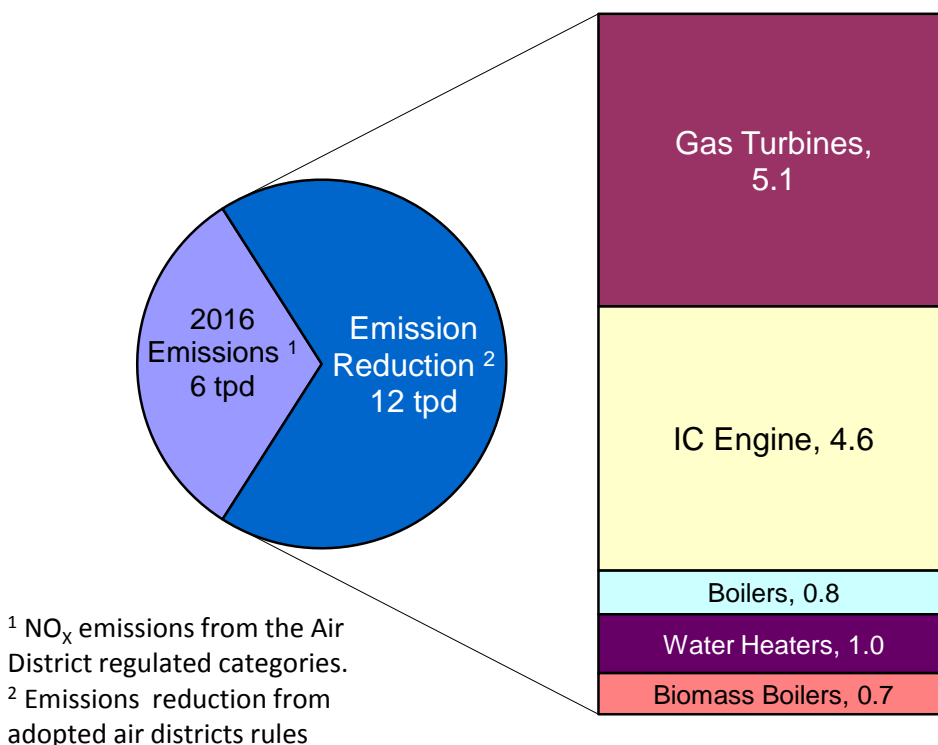 2016
Emissions ¹
6 tpd
Emission
Reduction ²
12 tpd
Gas Turbines,
5.1
IC Engine, 4.6
Boilers, 0.8
Water Heaters, 1.0
Biomass Boilers, 0.7
¹ NOX emissions from the Air
District regulated categories.
² Emissions reduction from
adopted air districts rules